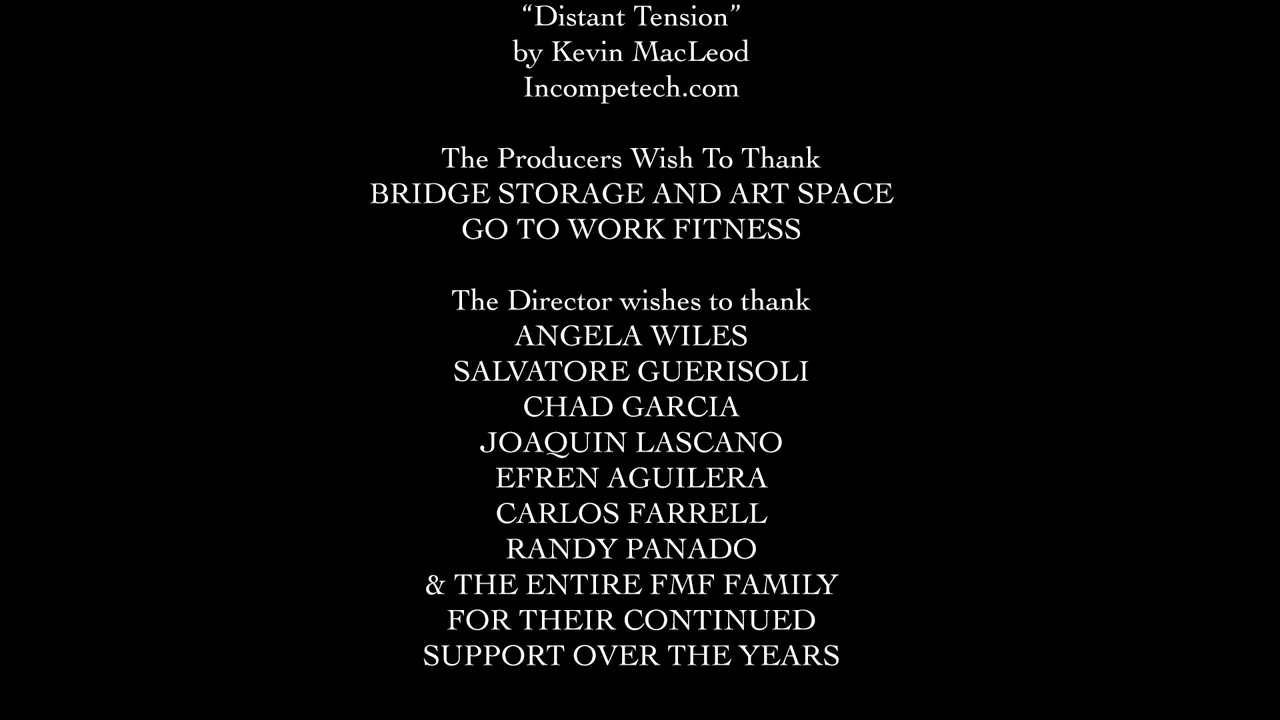 “Distant Tension”
by Kevin MacLeod
Incompetech.com
The Producers Wish To Thank
BRIDGE STORAGE AND ART SPACE
GO TO WORK FITNESS
The Director wishes to thank
ANGELA WILES
SALVATORE GUERISOLI
CHAD GARCIA
JOAQUIN LASCANO
EFREN AGUILERA
CARLOS FARRELL
RANDY PANADO
& THE ENTIRE FMF FAMILY
FOR THEIR CONTINUED
SUPPORT OVER THE YEARS